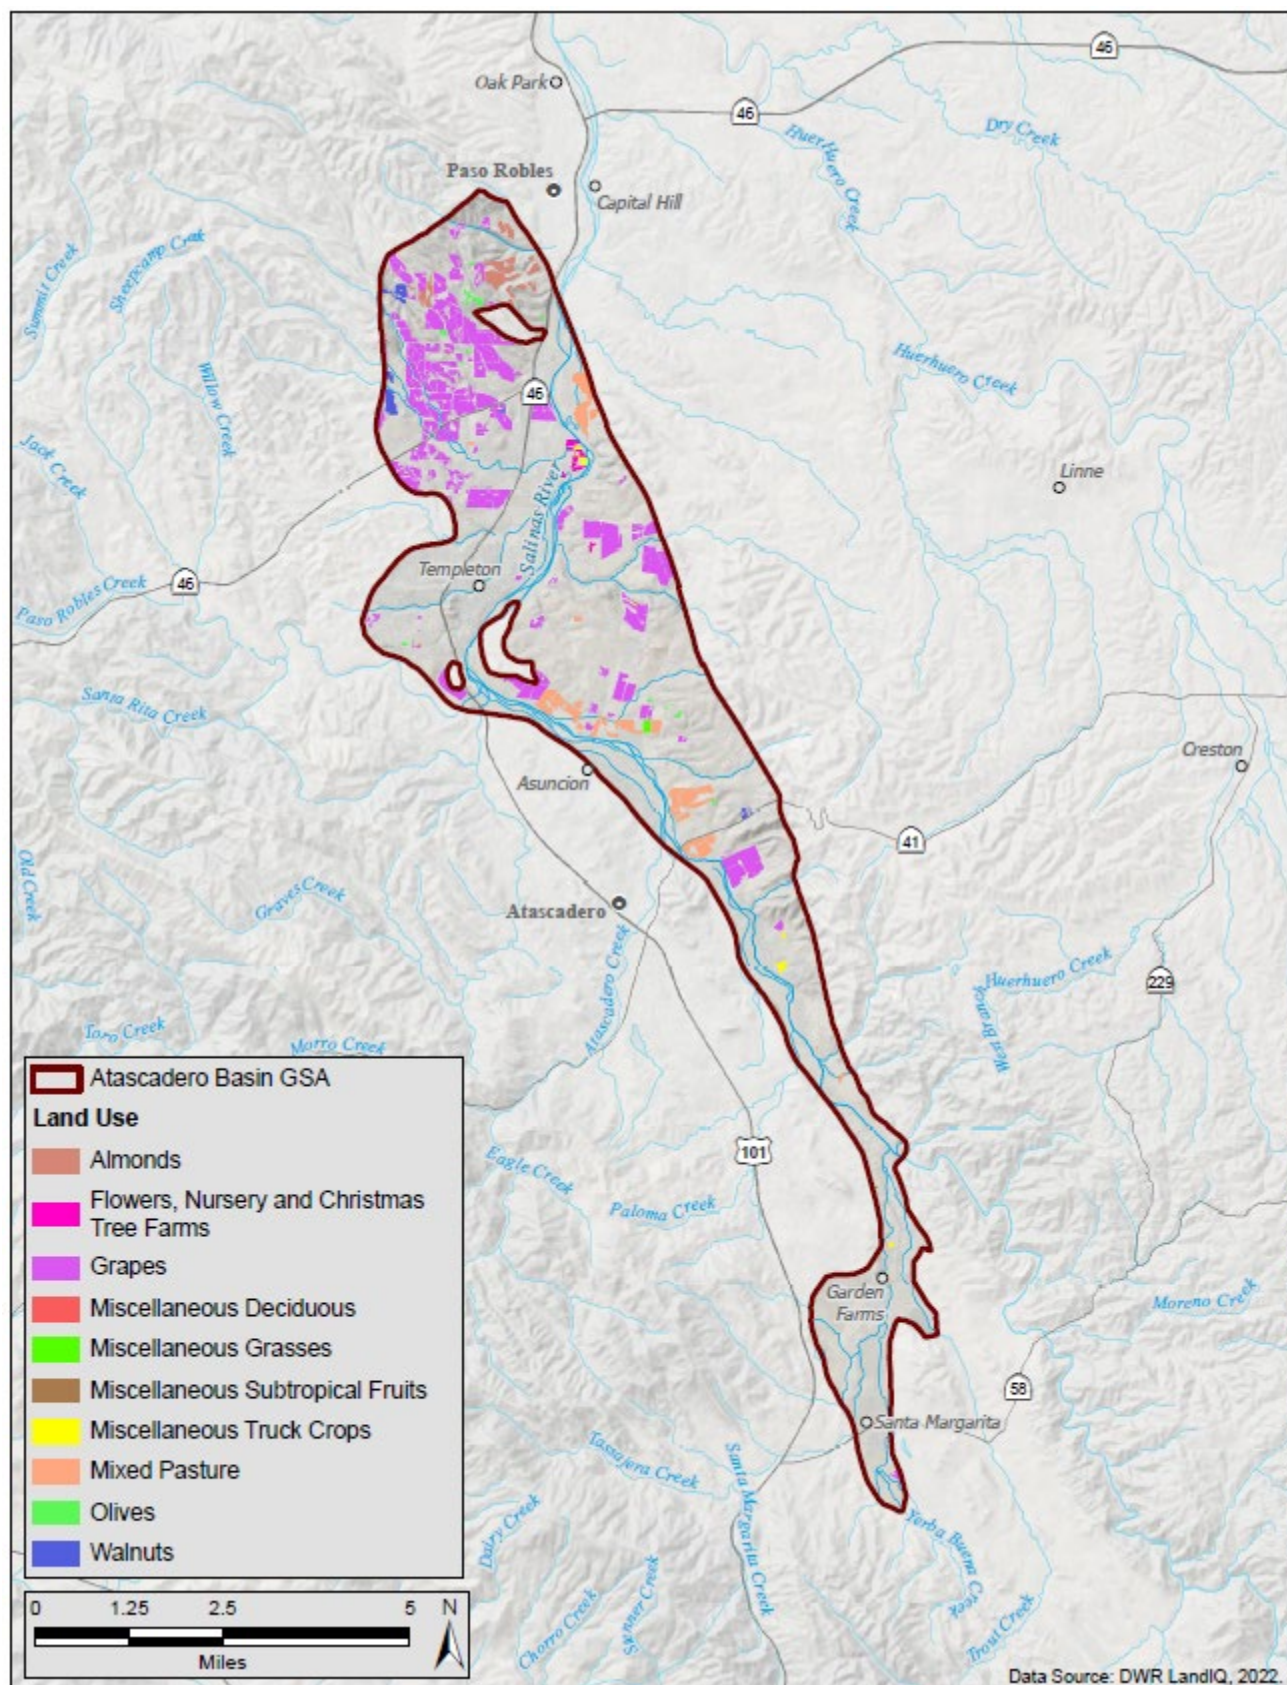 46
Oak Park
46
Huer Huero Creek
Dry Creek
Paso Robles
Capital Hill
Summit Creek
Sheepcamp Crak
Willow Creek
Huerhuero Creek
46
Jack Creek
Linne
Salinas River
Templeton
46
Paso Robles Creek
Santa Rita Creek
Creston
Asuncion
41
Old Creek
Graves Creek
Atascadero
Atascadero Creek
Huerhuero Creek
West Branch
229
Toro Creek
Morro Creek
Atascadero Basin GSA
Land Use
Almonds
Flowers, Nursery and Christmas
Tree Farms
Grapes
Miscellaneous Deciduous
Miscellaneous Grasses
Miscellaneous Subtropical Fruits
Miscellaneous Truck Crops
Mixed Pasture
Olives
Walnuts
101
Eagle Creek
Paloma Creek
Garden
Farms
Moreno Creek
58
Santa Margarita
Tassajera Creek
Santa Margarita Creek
Dairy Creek
Yerba Buena Creek
Trout Creek
Chorro Creek
Sumner Creek
0 1.25 2.5 5 N
Miles
Data Source: DWR LandIQ, 2022.